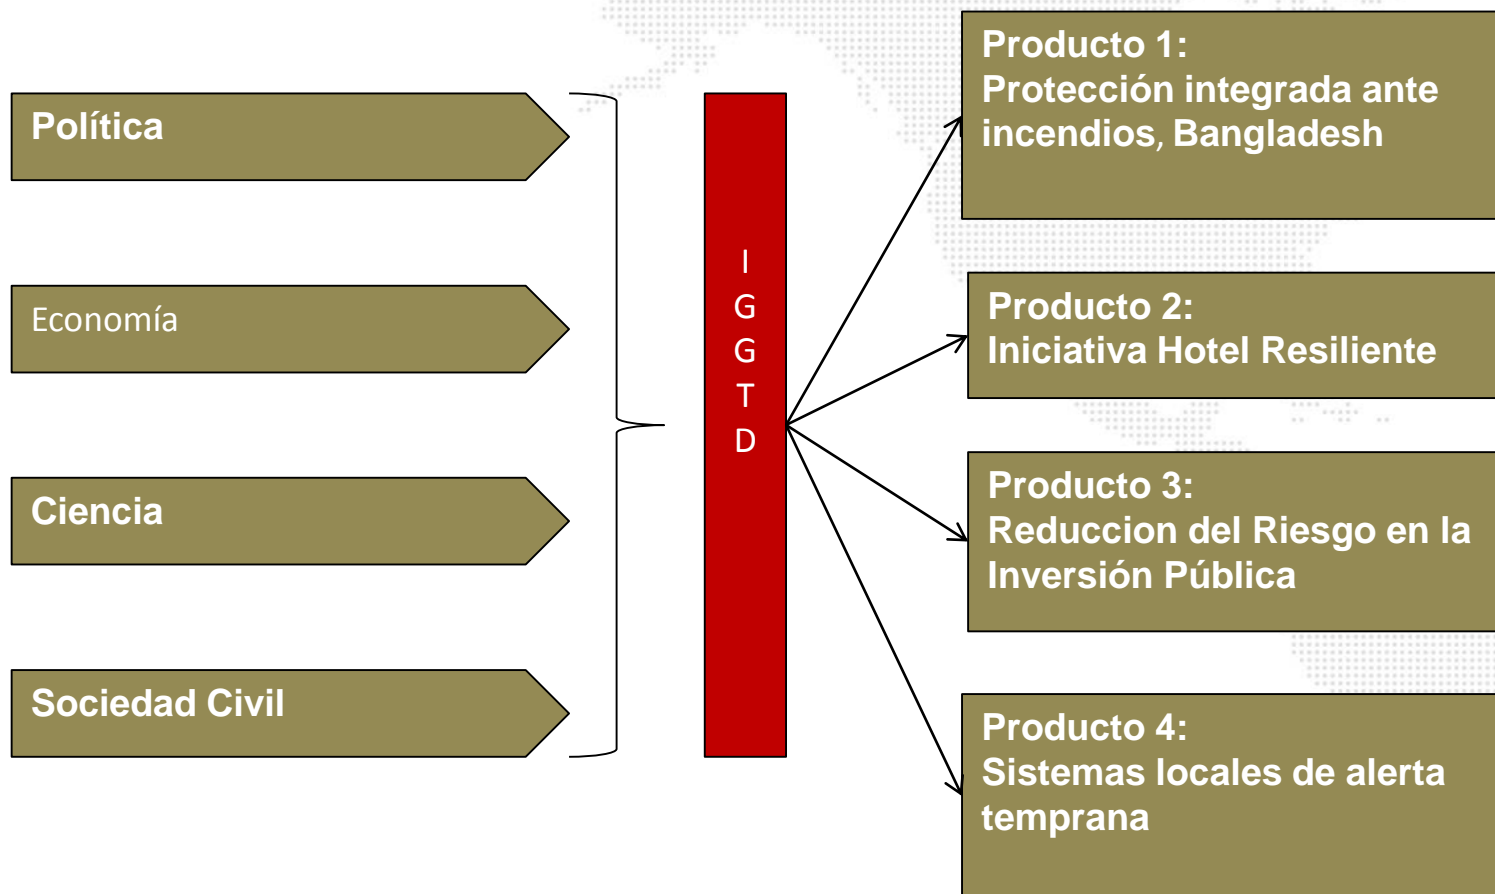 Política
Economía
Ciencia
Sociedad Civil
I
G
G
T
D
Producto 1:
Protección integrada ante
incendios, Bangladesh
Producto 2:
Iniciativa Hotel Resiliente
Producto 3:
Reduccion del Riesgo en la
Inversión Pública
Producto 4:
Sistemas locales de alerta
temprana